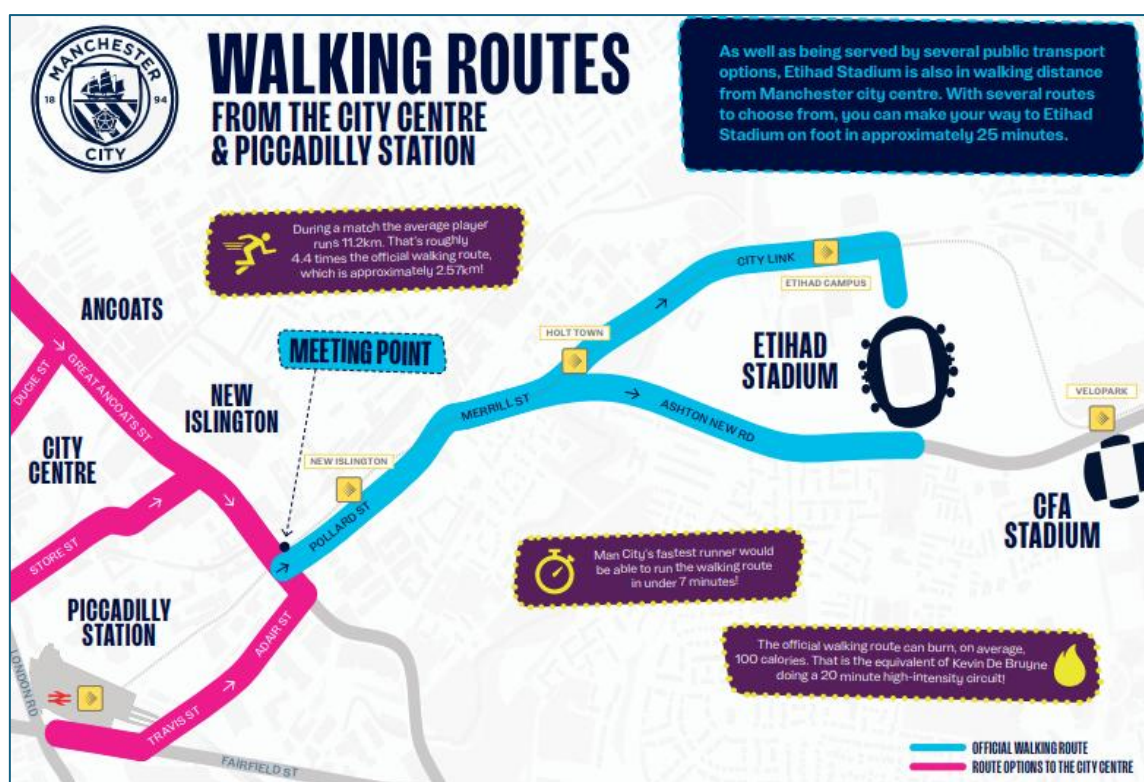 MANCHESTER
18 94
CITY
WALKING ROUTES
FROM THE CITY CENTRE
& PICCADILLY STATION
As well as being served by several public transport
options, Etihad Stadium is also in walking distance
from Manchester city centre. With several routes
to choose from, you can make your way to Etihad
Stadium on foot in approximately 25 minutes.
During a match the average player
runs 11.2km. That's roughly
4.4 times the official walking route,
which is approximately 2.57km!
CITY LINK
ETIHAD CAMPUS
ANCOATS
HOLT TOWN
MEETING POINT
ETIHAD
STADIUM
DUCIE ST
GREAT ANCOATS ST
NEW
ISLINGTON
MERRILL ST
ASHTON NEW RD
VELOPARK
CITY
CENTRE
NEW ISLINGTON
POLLARD ST
CFA
STADIUM
STORE ST
Man City's fastest runner would
be able to run the walking route
in under 7 minutes!
PICCADILLY
STATION
ADAIR ST
LONDON RD
TRAVIS ST
The official walking route can burn, on average,
100 calories. That is the equivalent of Kevin De Bruyne
doing a 20 minute high-intensity circuit!
FAIRFIELD ST
OFFICIAL WALKING ROUTE
ROUTE OPTIONS TO THE CITY CENTRE